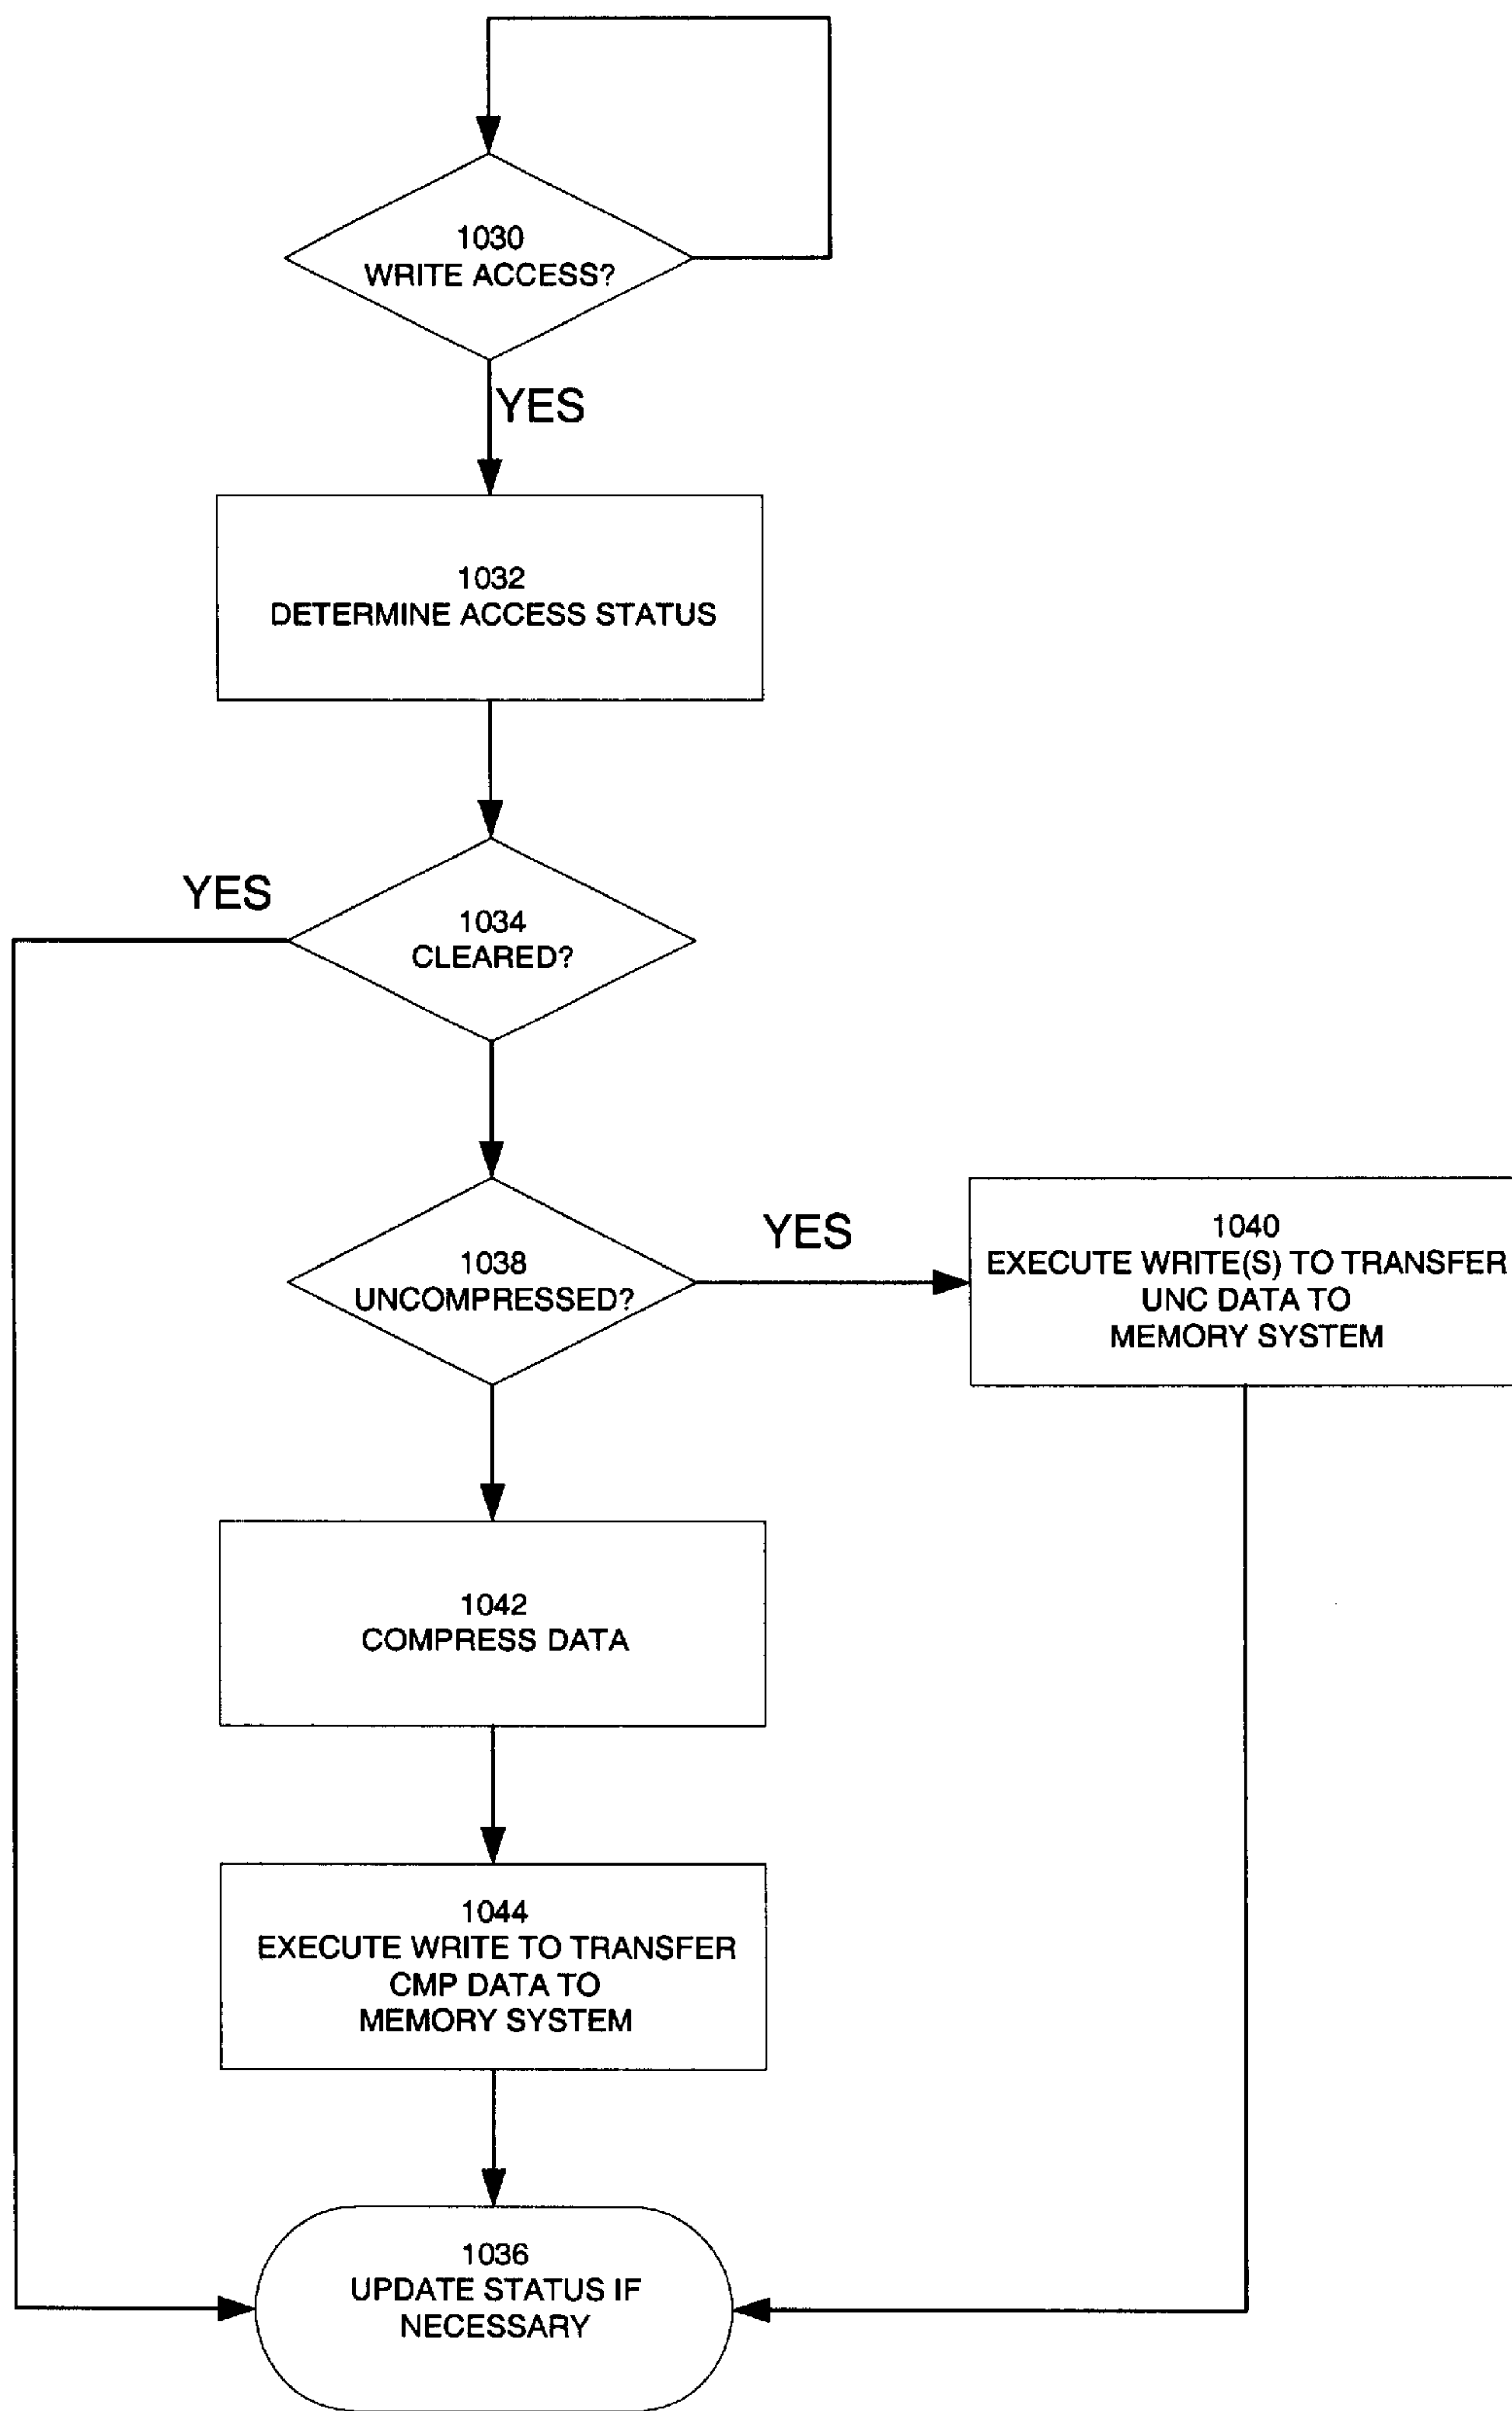 1030
WRITE ACCESS?
YES
1032
DETERMINE ACCESS STATUS
YES
1034
CLEARED?
1038
UNCOMPRESSED?
YES
1040
EXECUTE WRITE(S) TO TRANSFER
UNC DATA TO
MEMORY SYSTEM
1042
COMPRESS DATA
1044
EXECUTE WRITE TO TRANSFER
CMP DATA TO
MEMORY SYSTEM
1036
UPDATE STATUS IF
NECESSARY